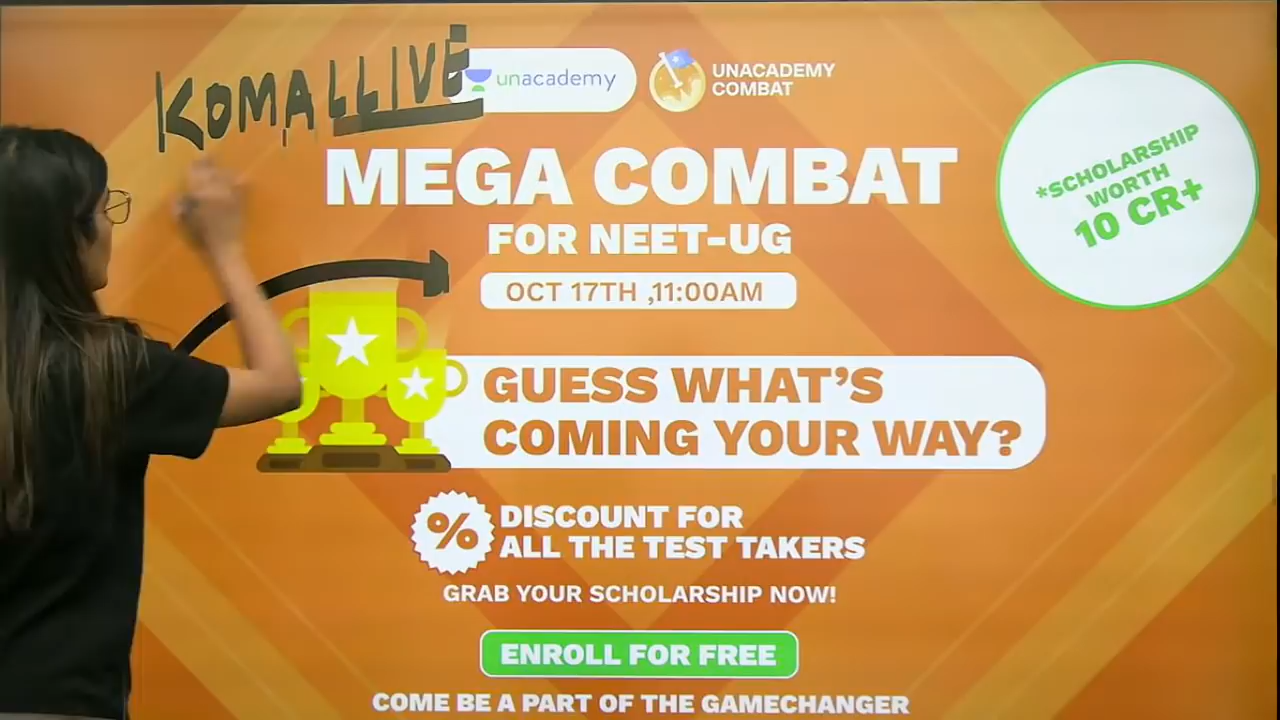 KOMALLIVE
unacademy
UNACADEMY
COMBAT
MEGA COMBAT
FOR NEET-UG
OCT 17TH ,11:00AM
*SCHOLARSHIP
WORTH
10 CR+
GUESS WHAT'S
COMING YOUR WAY?
% DISCOUNT FOR
ALL THE TEST TAKERS
GRAB YOUR SCHOLARSHIP NOW!
ENROLL FOR FREE
COME BE A PART OF THE GAMECHANGER